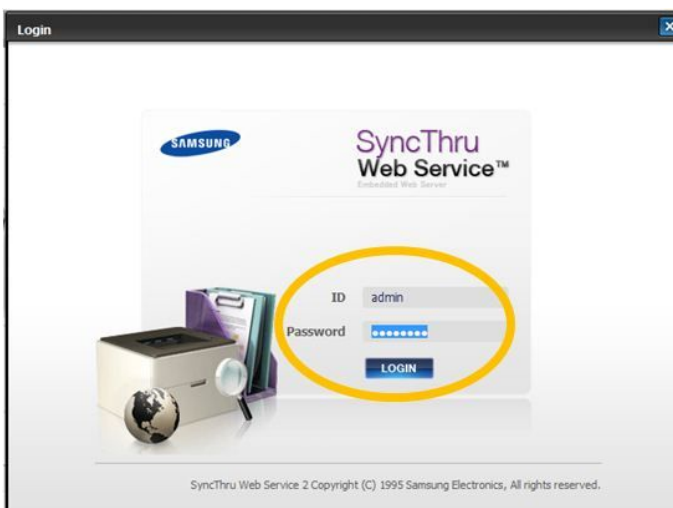 Login
SAMSUNG
SyncThru
Web Service™
Embedded Web Server
ID admin
Password ••••••••
LOGIN
SyncThru Web Service 2 Copyright (C) 1995 Samsung Electronics, All rights reserved.